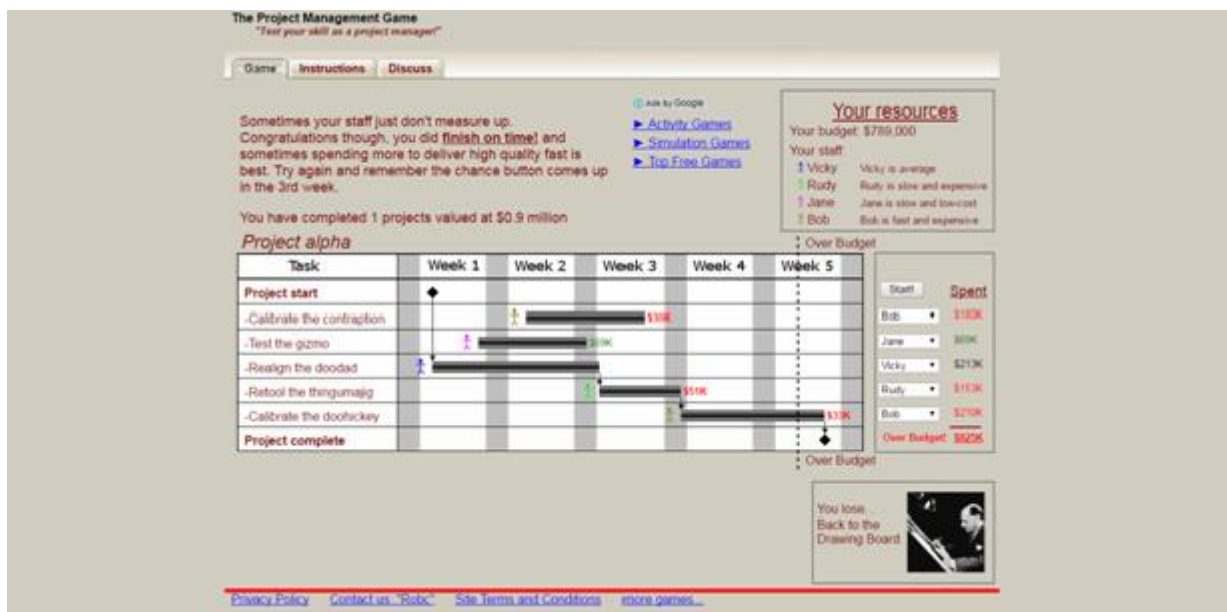 The Project Management Game
"Test your skill as a project manager!"
Game Instructions Discuss
Sometimes your staff just don't measure up.
Congratulations though, you did finish on time! and
sometimes spending more to deliver high quality fast is
best. Try again and remember the chance button comes up
in the 3rd week.
You have completed 1 projects valued at $0.9 million
Ads by Google
► Activity Games
► Simulation Games
► Top Free Games
Your resources
Your budget: $789,000
Your staff:
Vicky Vicky is average
Rudy Rudy is slow and expensive
Jane Jane is slow and low-cost
Bob Bob is fast and expensive
Project alpha
Over Budget
Task Week 1 Week 2 Week 3 Week 4 Week 5
Project start Start! Spent
-Calibrate the contraption Bob
-Test the gizmo Jane
-Realign the doodad Vicky $213K
-Retool the thingumajig $51K Rudy
-Calibrate the doohickey Bob
Project complete Over Budget!
Over Budget
You lose...
Back to the
Drawing Board
Privacy Policy Contact us: "Robc" Site Terms and Conditions more games...